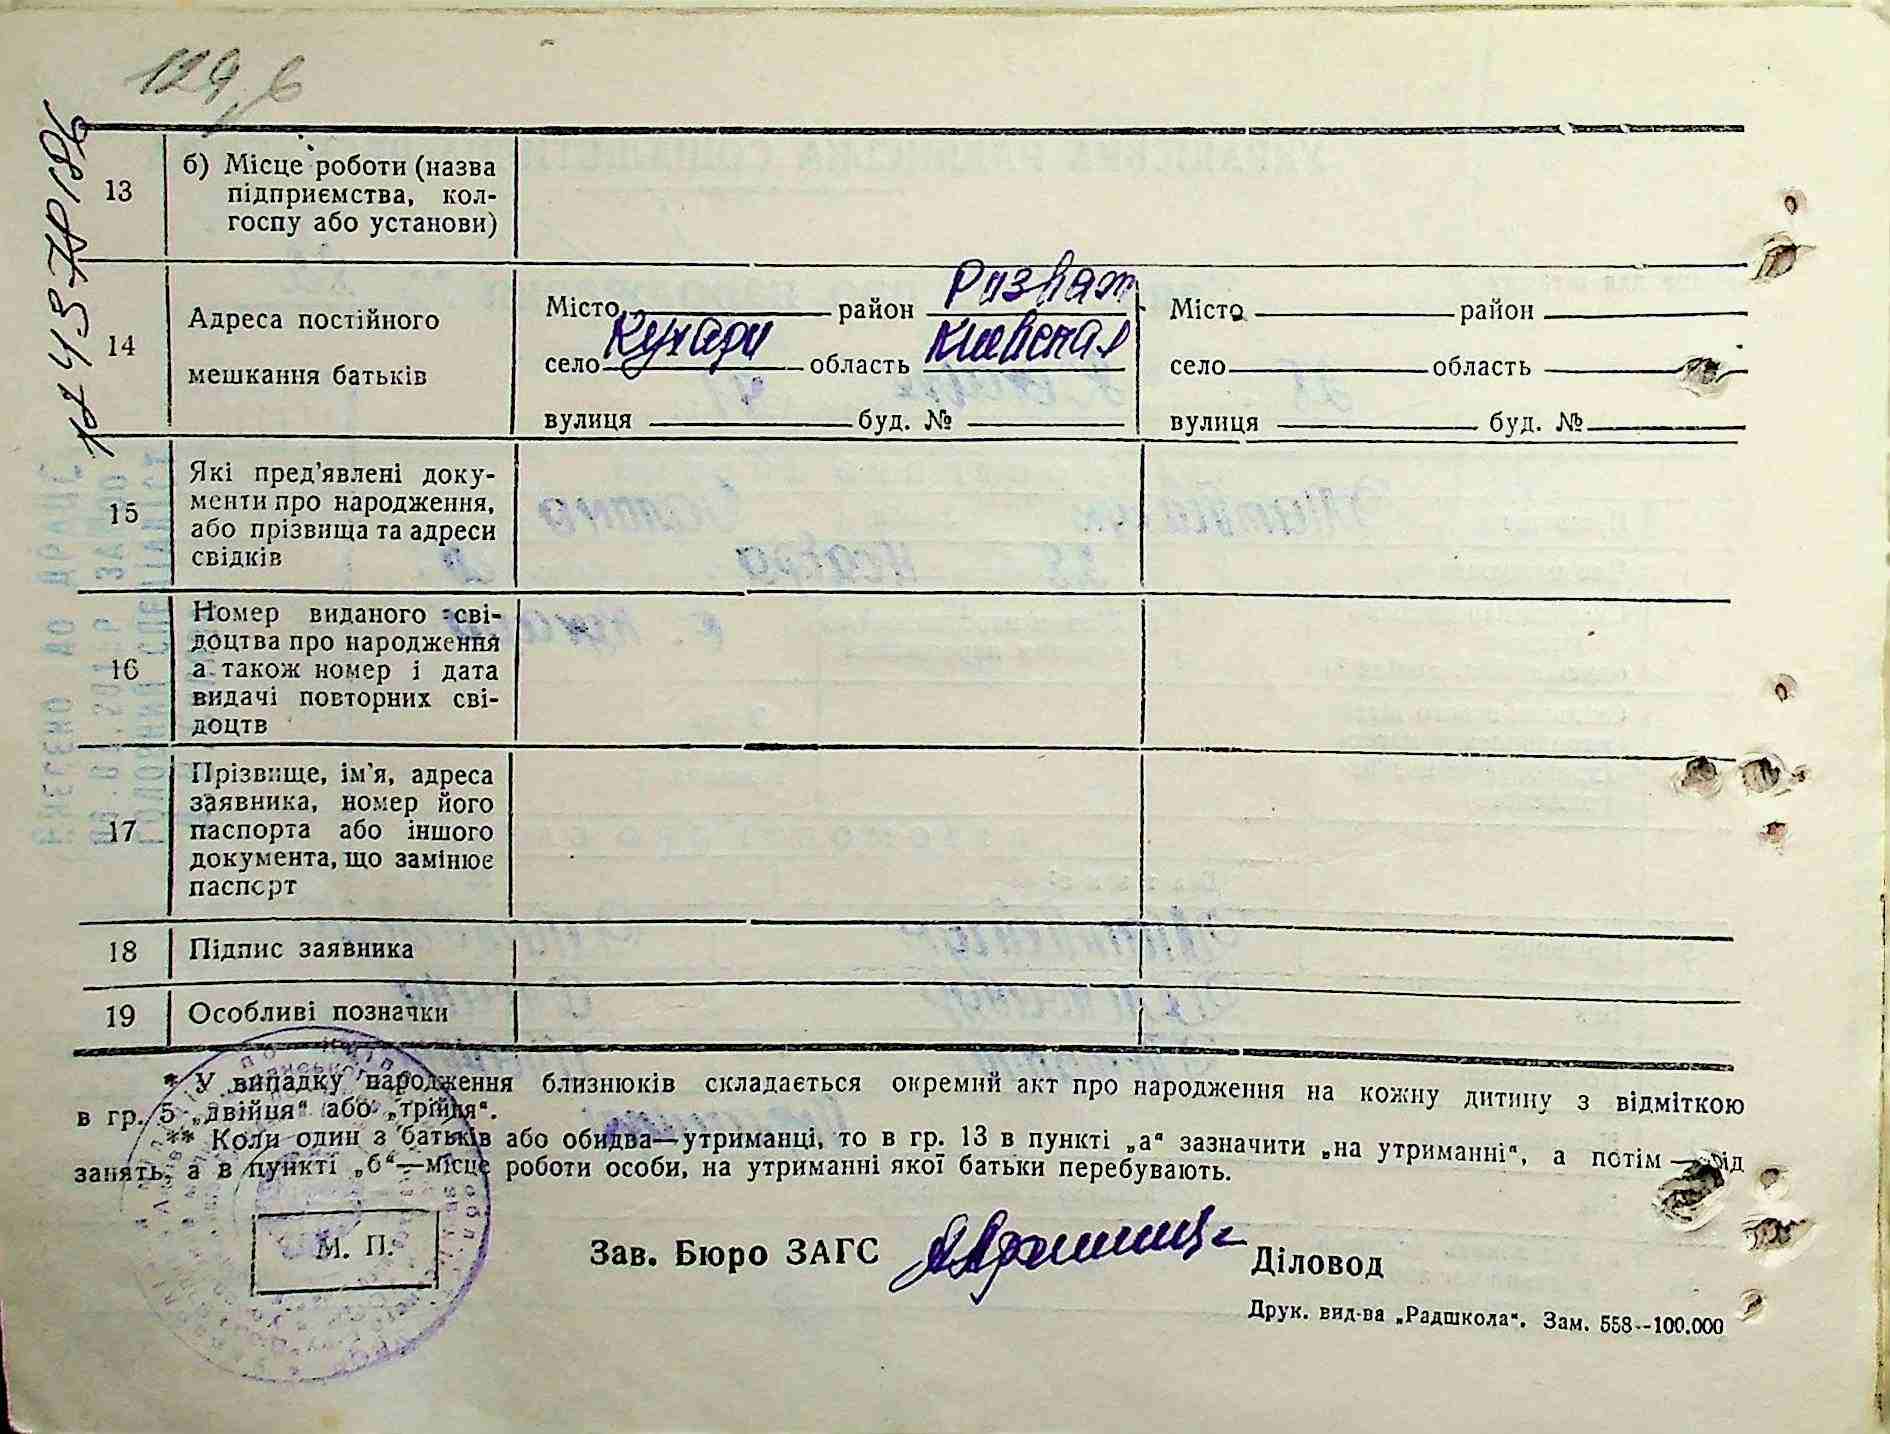 129,б
13
б) Місце роботи (назва
підприємства, кол-
госпу або установи)
14
Адреса постійного
мешкання батьків
Місто район Розваж
село Кухари область Киевская
вулиця буд. №
Місто район
село область
вулиця буд. №
15
Які пред'явлені доку-
менти про народження,
або прізвища та адреси
свідків
16
Номер виданого сві-
доцтва про народження
а також номер і дата
видачі повторних сві-
доцтв
17
Прізвище, ім'я, адреса
заявника, номер його
паспорта або іншого
документа, що замінює
паспорт
18
Підпис заявника
19
Особливі позначки
* У випадку народження близнюків складається окремий акт про народження на кожну дитину з відміткою
в гр. 5 „двійця“ або „трійця“.
** Коли один з батьків або обидва—утриманці, то в гр. 13 в пункті „а“ зазначити „на утриманні“, а потім — рід
занять, а в пункті „б“—місце роботи особи, на утриманні якої батьки перебувають.
М. П.
Зав. Бюро ЗАГС
Діловод
Друк. вид-ва „Радшкола“. Зам. 558--100.000